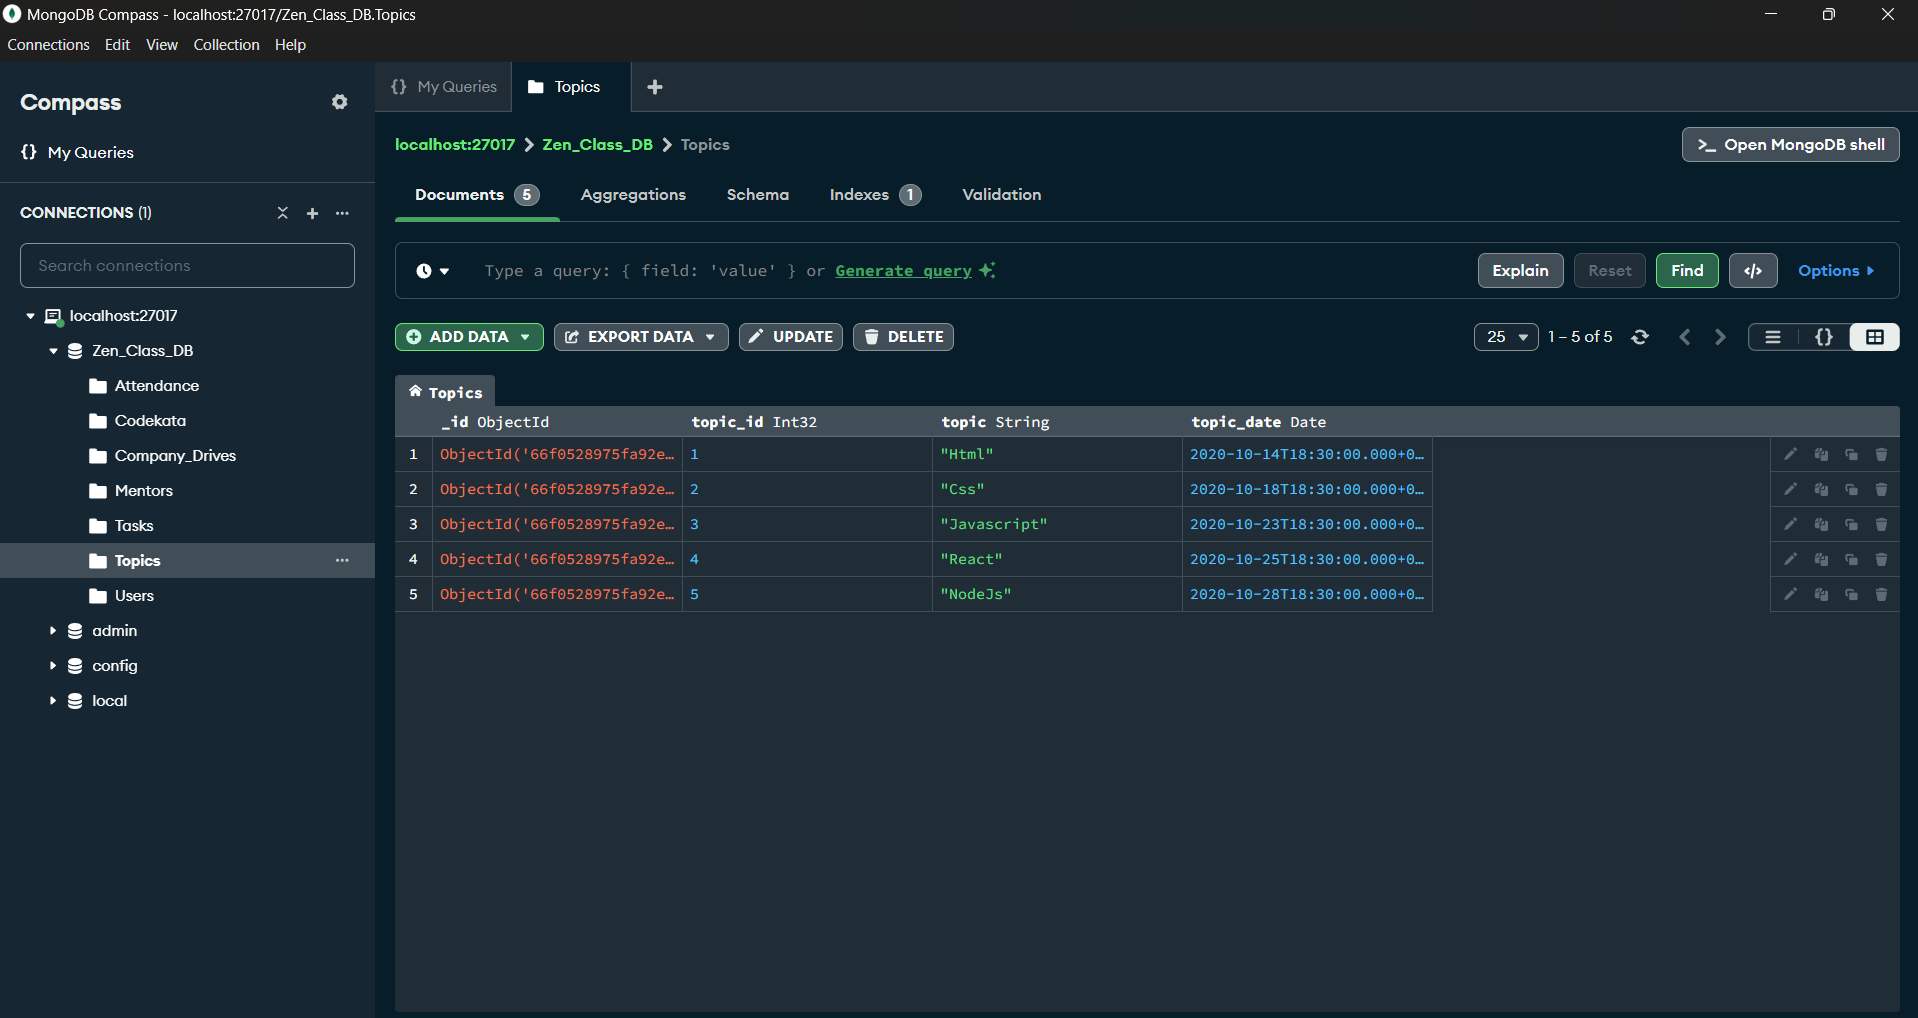 MongoDB Compass - localhost:27017/Zen_Class_DB.Topics
Connections Edit View Collection Help
Compass
{} My Queries
CONNECTIONS (1)
Search connections
localhost:27017
Zen_Class_DB
Attendance
Codekata
Company_Drives
Mentors
Tasks
Topics
Users
admin
config
local
{} My Queries Topics +
localhost:27017 > Zen_Class_DB > Topics
>_ Open MongoDB shell
Documents 5 Aggregations Schema Indexes 1 Validation
Type a query: { field: 'value' } or Generate query
Explain Reset Find </> Options
ADD DATA EXPORT DATA UPDATE DELETE
25 1 – 5 of 5 {}
Topics
_id ObjectId topic_id Int32 topic String topic_date Date
1 ObjectId('66f0528975fa92e… 1 "Html" 2020-10-14T18:30:00.000+0…
2 ObjectId('66f0528975fa92e… 2 "Css" 2020-10-18T18:30:00.000+0…
3 ObjectId('66f0528975fa92e… 3 "Javascript" 2020-10-23T18:30:00.000+0…
4 ObjectId('66f0528975fa92e… 4 "React" 2020-10-25T18:30:00.000+0…
5 ObjectId('66f0528975fa92e… 5 "NodeJs" 2020-10-28T18:30:00.000+0…